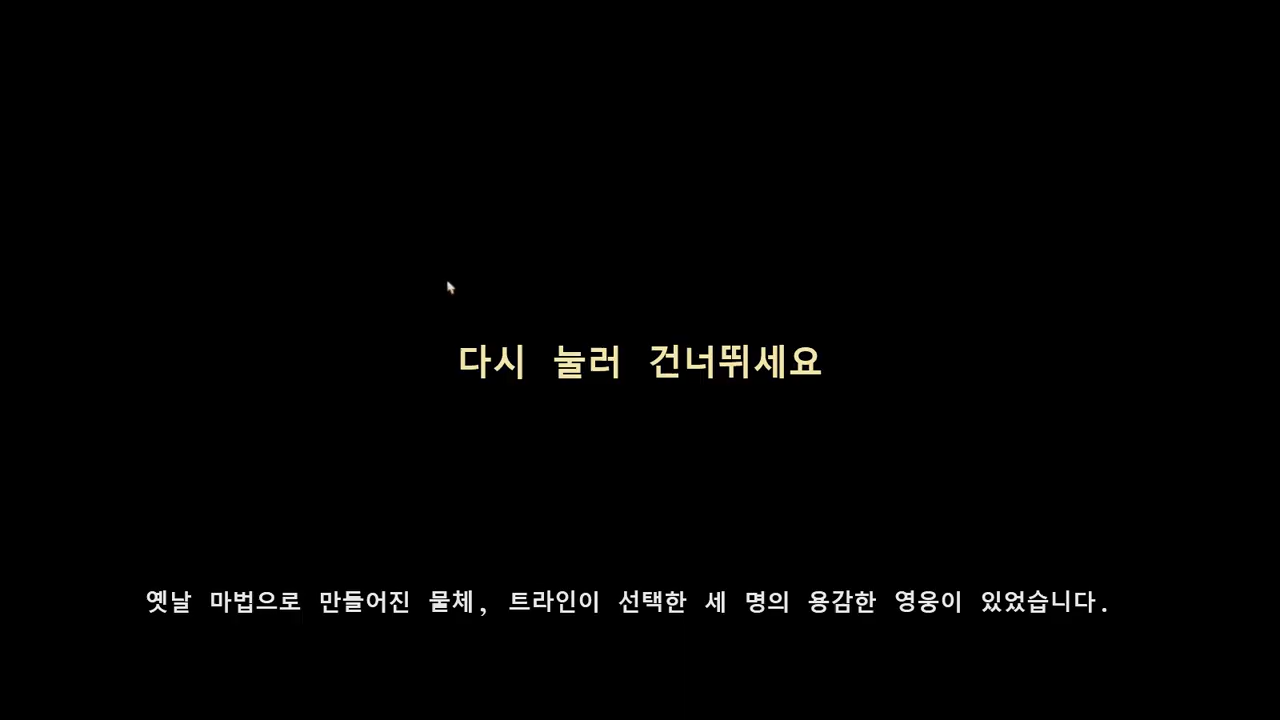 다시 눌러 건너뛰세요
옛날 마법으로 만들어진 물체, 트라인이 선택한 세 명의 용감한 영웅이 있었습니다.